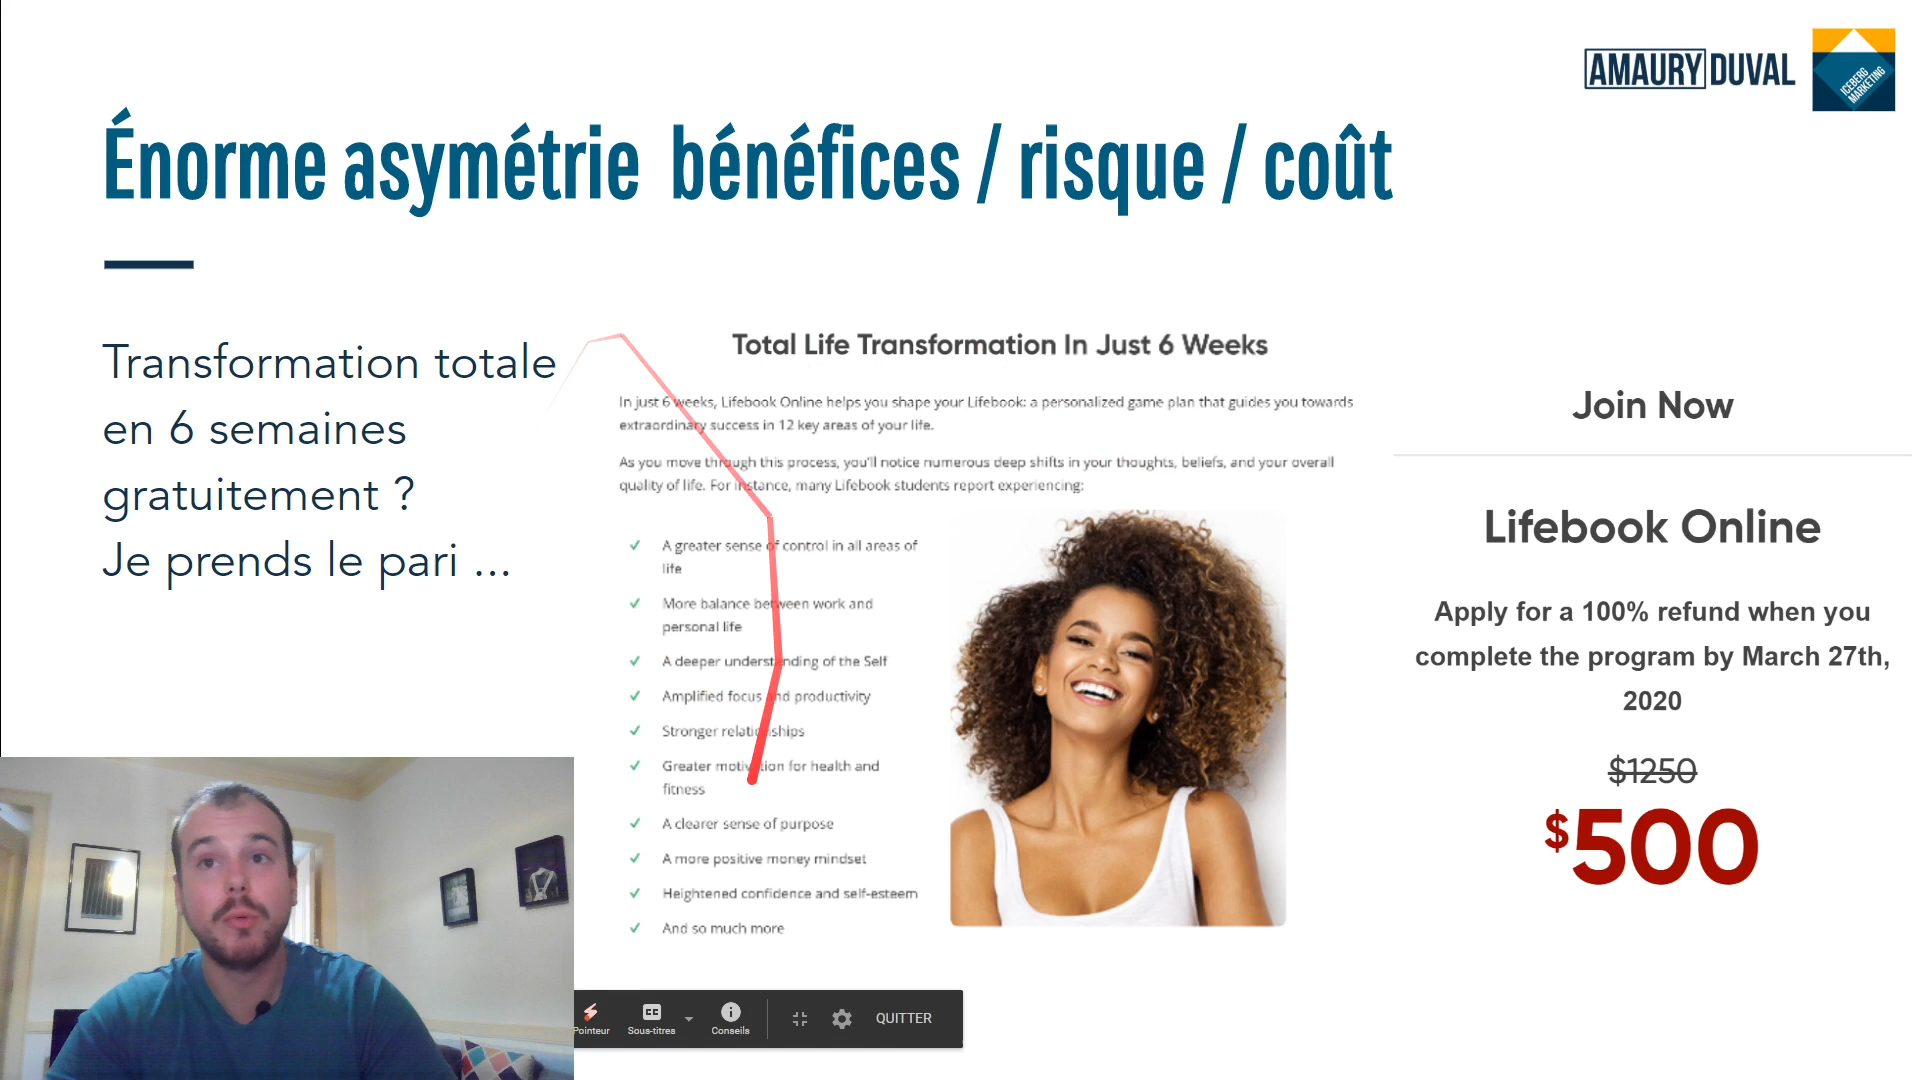 AMAURY DUVAL
ICEBERG
MARKETING
Énorme asymétrie bénéfices / risque / coût
Transformation totale
en 6 semaines
gratuitement ?
Je prends le pari ...
Total Life Transformation In Just 6 Weeks
In just 6 weeks, Lifebook Online helps you shape your Lifebook: a personalized game plan that guides you towards
extraordinary success in 12 key areas of your life.
As you move through this process, you'll notice numerous deep shifts in your thoughts, beliefs, and your overall
quality of life. For instance, many Lifebook students report experiencing:
A greater sense of control in all areas of
life
More balance between work and
personal life
A deeper understanding of the Self
Amplified focus and productivity
Stronger relationships
Greater motivation for health and
fitness
A clearer sense of purpose
A more positive money mindset
Heightened confidence and self-esteem
And so much more
Join Now
Lifebook Online
Apply for a 100% refund when you
complete the program by March 27th,
2020
$1250
$500
Pointeur
Sous-titres
Conseils
QUITTER